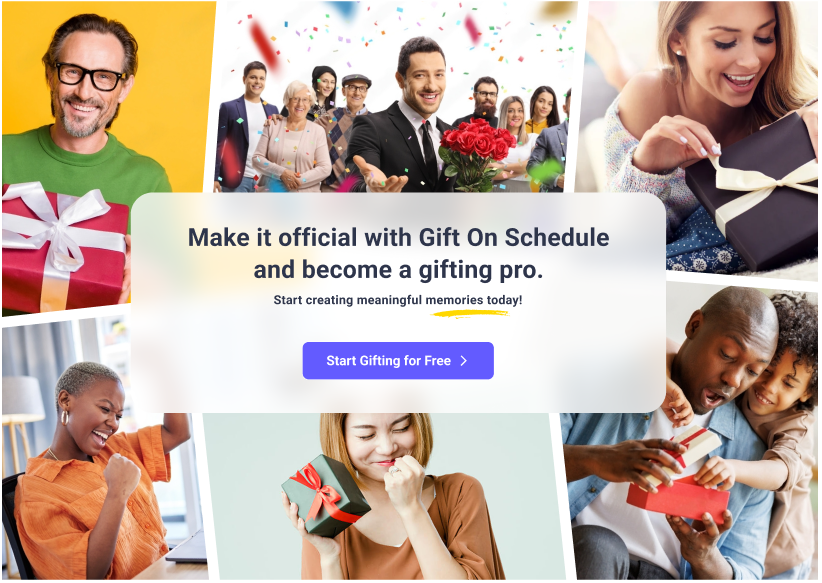 Make it official with Gift On Schedule
and become a gifting pro.
Start creating meaningful memories today!
Start Gifting for Free